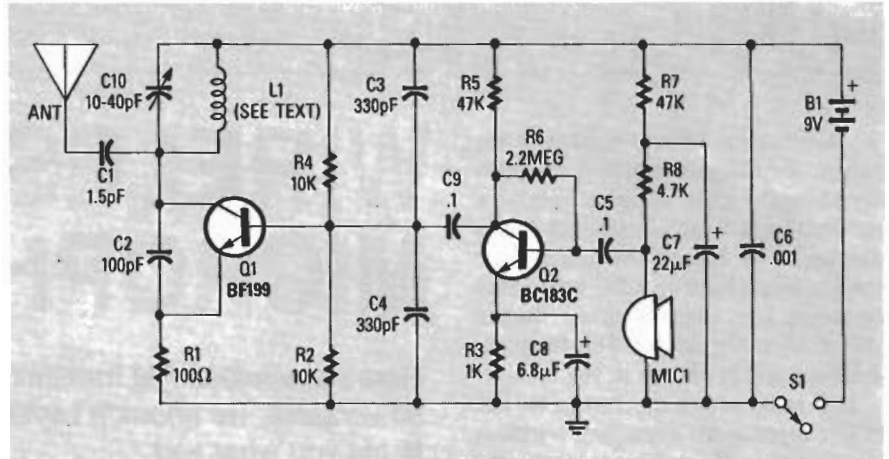 ANT
C10
10-40pF
L1
(SEE TEXT)
C1
1.5pF
C2
100pF
Q1
BF199
R1
100Ω
R4
10K
R2
10K
C3
330pF
C4
330pF
C9
.1
R5
47K
R6
2.2MEG
C5
.1
Q2
BC183C
R3
1K
C8
6.8µF
+
R7
47K
R8
4.7K
C7
22µF
+
MIC1
C6
.001
B1
9V
+
S1